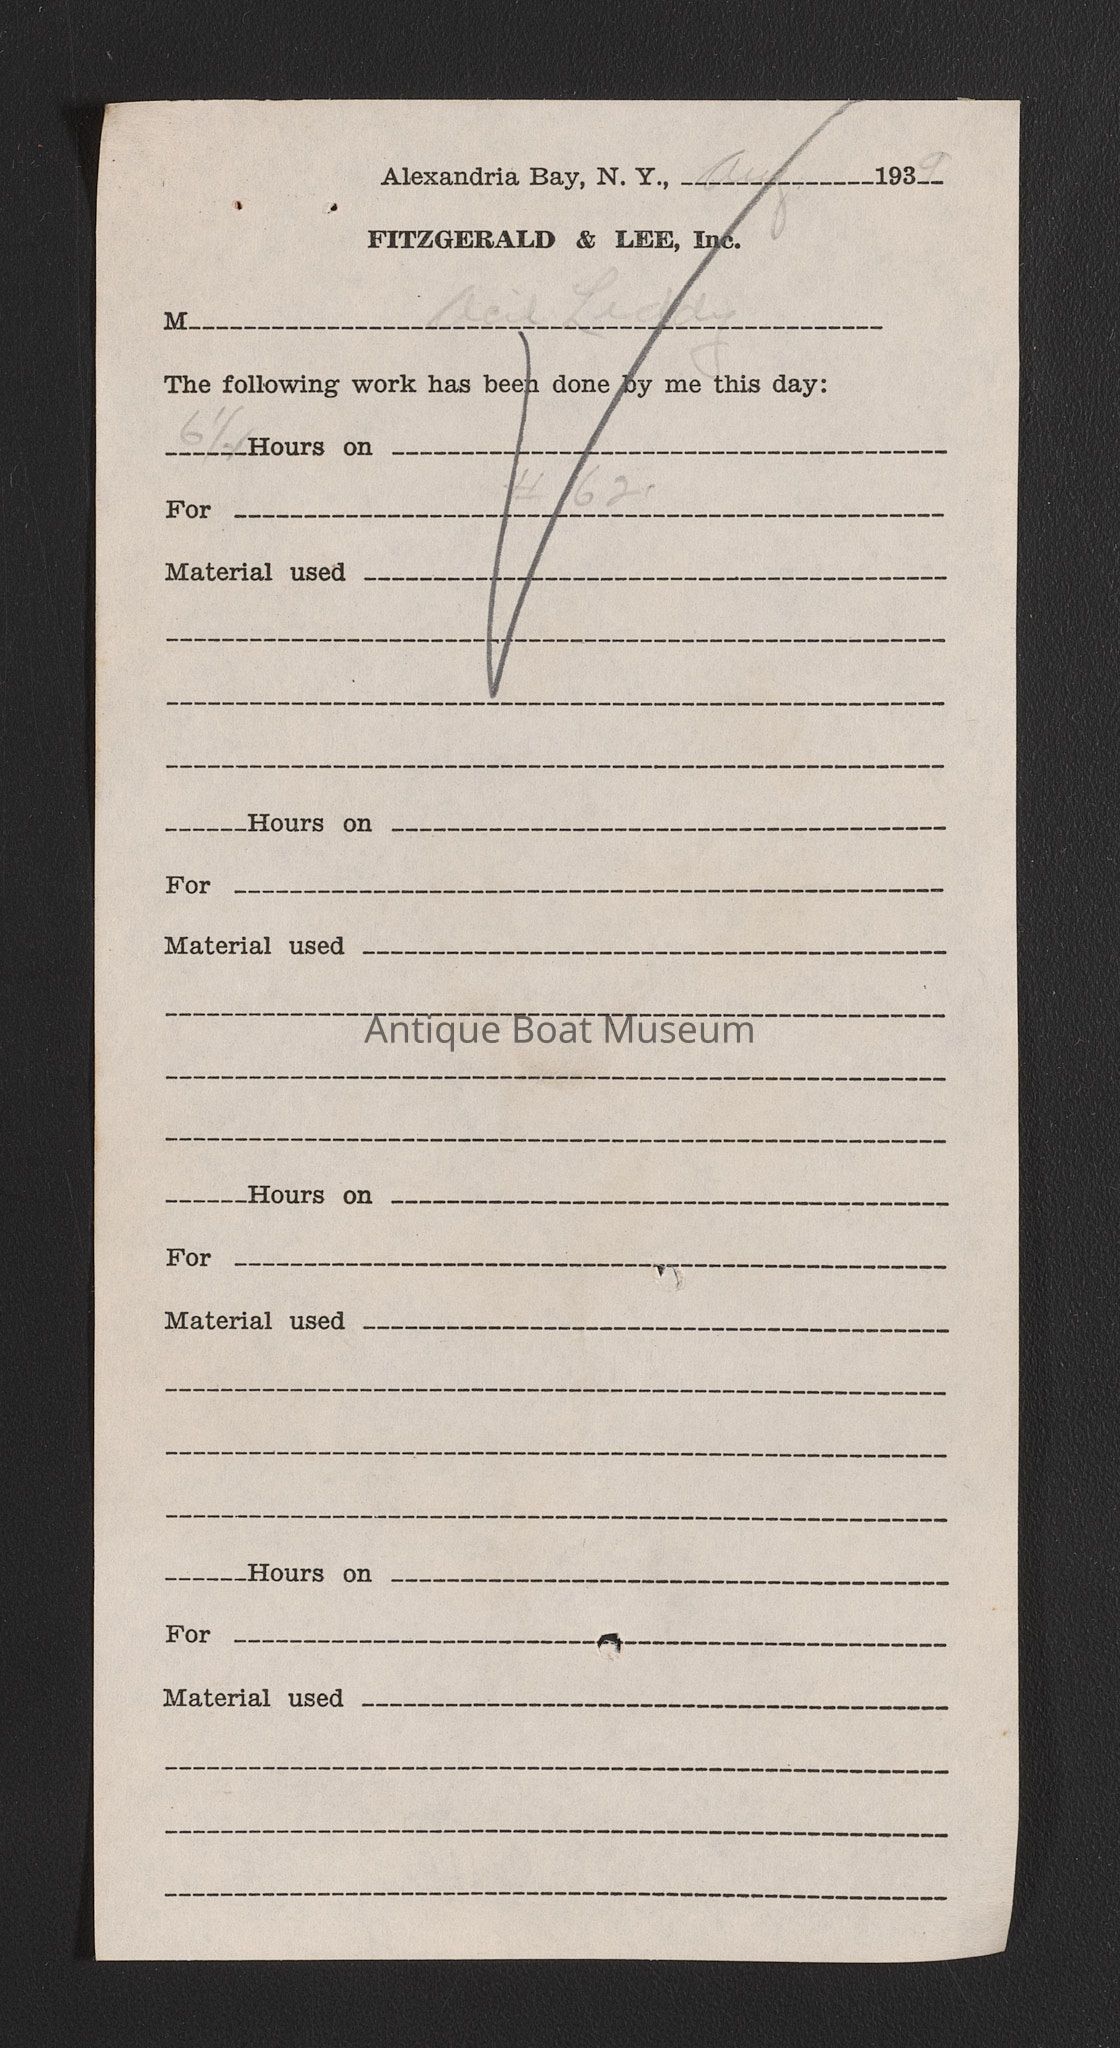 Alexandria Bay, N. Y., Aug. 1939
FITZGERALD & LEE, Inc.
M Leddy
The following work has been done by me this day:
Hours on
For # 62
Material used
Hours on
For
Material used
Antique Boat Museum
Hours on
For
Material used
Hours on
For
Material used